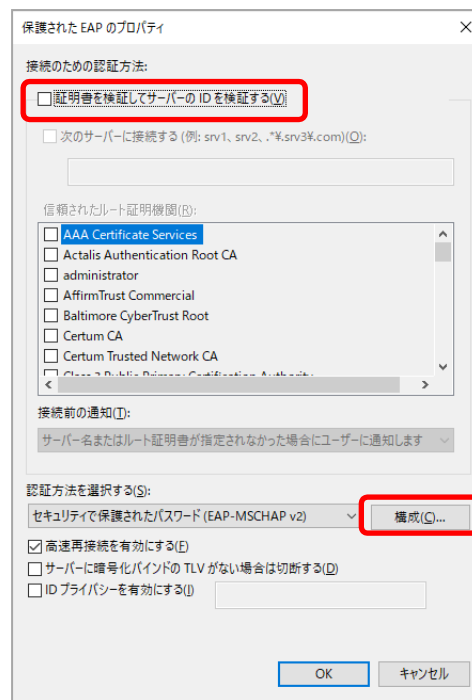 保護された EAP のプロパティ
接続のための認証方法:
証明書を検証してサーバーの ID を検証する(V)
次のサーバーに接続する (例: srv1、srv2、.*¥.srv3¥.com)(O):
信頼されたルート証明機関(R):
AAA Certificate Services
Actalis Authentication Root CA
administrator
AffirmTrust Commercial
Baltimore CyberTrust Root
Certum CA
Certum Trusted Network CA
Class 3 Public Primary Certification Authority
接続前の通知(T):
サーバー名またはルート証明書が指定されなかった場合にユーザーに通知します
認証方法を選択する(S):
セキュリティで保護されたパスワード (EAP-MSCHAP v2)
構成(C)...
高速再接続を有効にする(F)
サーバーに暗号化バインドの TLV がない場合は切断する(D)
ID プライバシーを有効にする(I)
OK
キャンセル